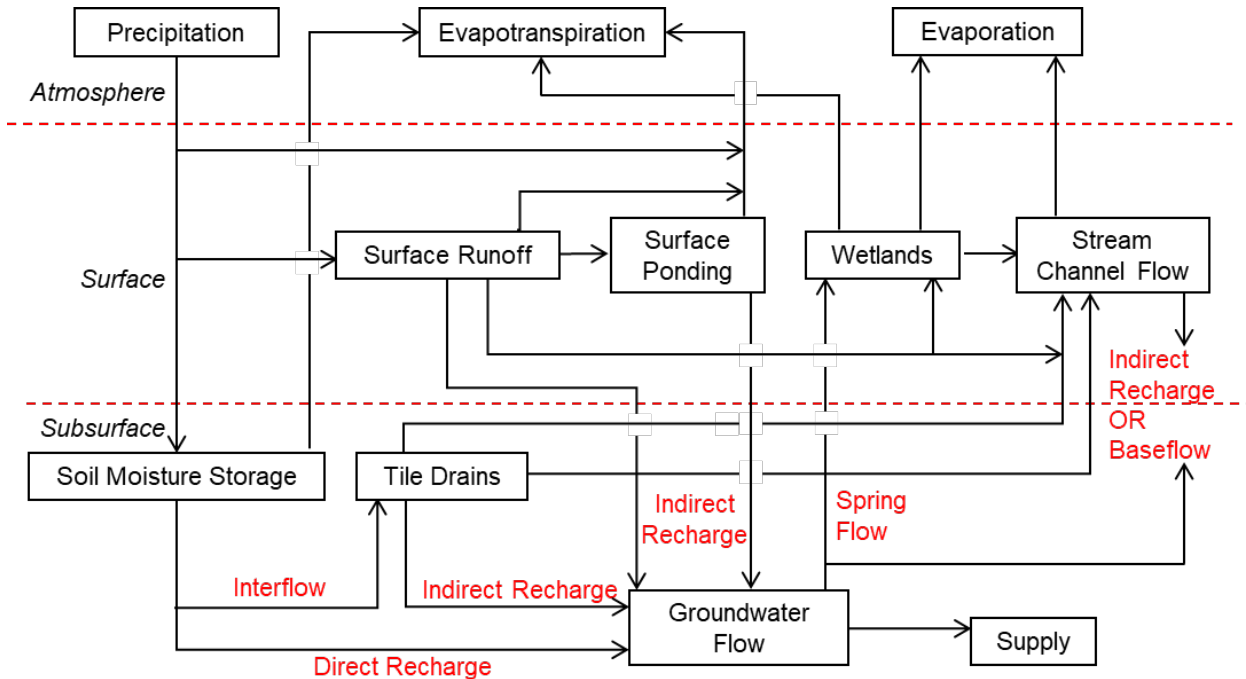 Precipitation
Evapotranspiration
Evaporation
Atmosphere
Surface
Surface Runoff
Surface
Ponding
Wetlands
Stream
Channel Flow
Indirect
Recharge
OR
Baseflow
Subsurface
Soil Moisture Storage
Tile Drains
Indirect
Recharge
Spring
Flow
Interflow
Indirect Recharge
Groundwater
Flow
Supply
Direct Recharge